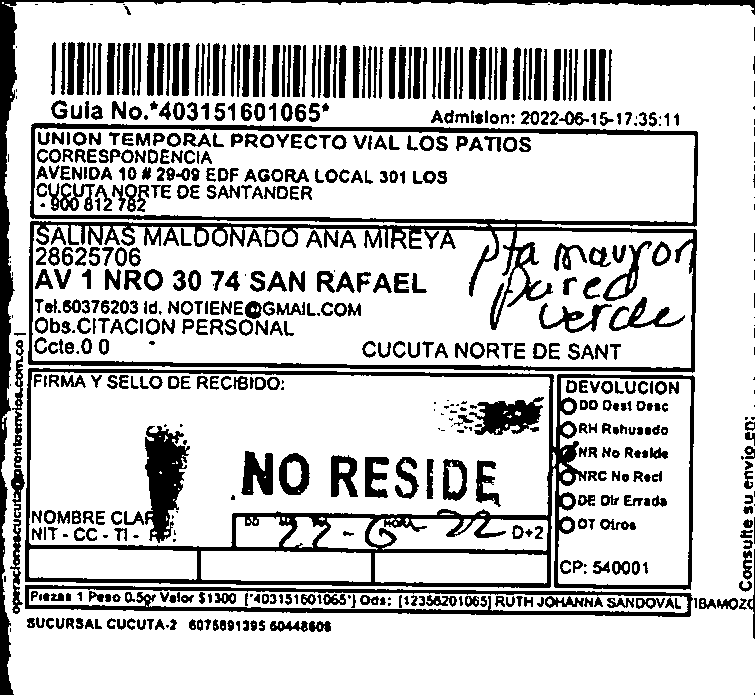 Guia No.*403151601065*
Admision: 2022-06-15-17:35:11
UNION TEMPORAL PROYECTO VIAL LOS PATIOS
CORRESPONDENCIA
AVENIDA 10 # 29-09 EDF AGORA LOCAL 301 LOS
CUCUTA NORTE DE SANTANDER
- 900 812 782
SALINAS MALDONADO ANA MIREYA
28625706
AV 1 NRO 30 74 SAN RAFAEL
Tel.60376203 id. NOTIENE@GMAIL.COM
Obs.CITACION PERSONAL
Ccte.0 0
CUCUTA NORTE DE SANT
pta mayron
pared
verde
FIRMA Y SELLO DE RECIBIDO:
NO RESIDE
NOMBRE CLAR
NIT - CC - TI -
DD
HORA
22-6-22
D+2
DEVOLUCION
DD Dest Desc
RH Rehusado
NR No Reside
NRC No Recl
DE Dir Errada
OT Otros
CP: 540001
Piezas 1 Peso 0.5gr Valor $1300 [*403151601065*] Ods: [12356201065] RUTH JOHANNA SANDOVAL TIBAMOZO
SUCURSAL CUCUTA-2 6075891395 60448606
operacionescucuta@prontoenvios.com.co
Consulte su envio en: